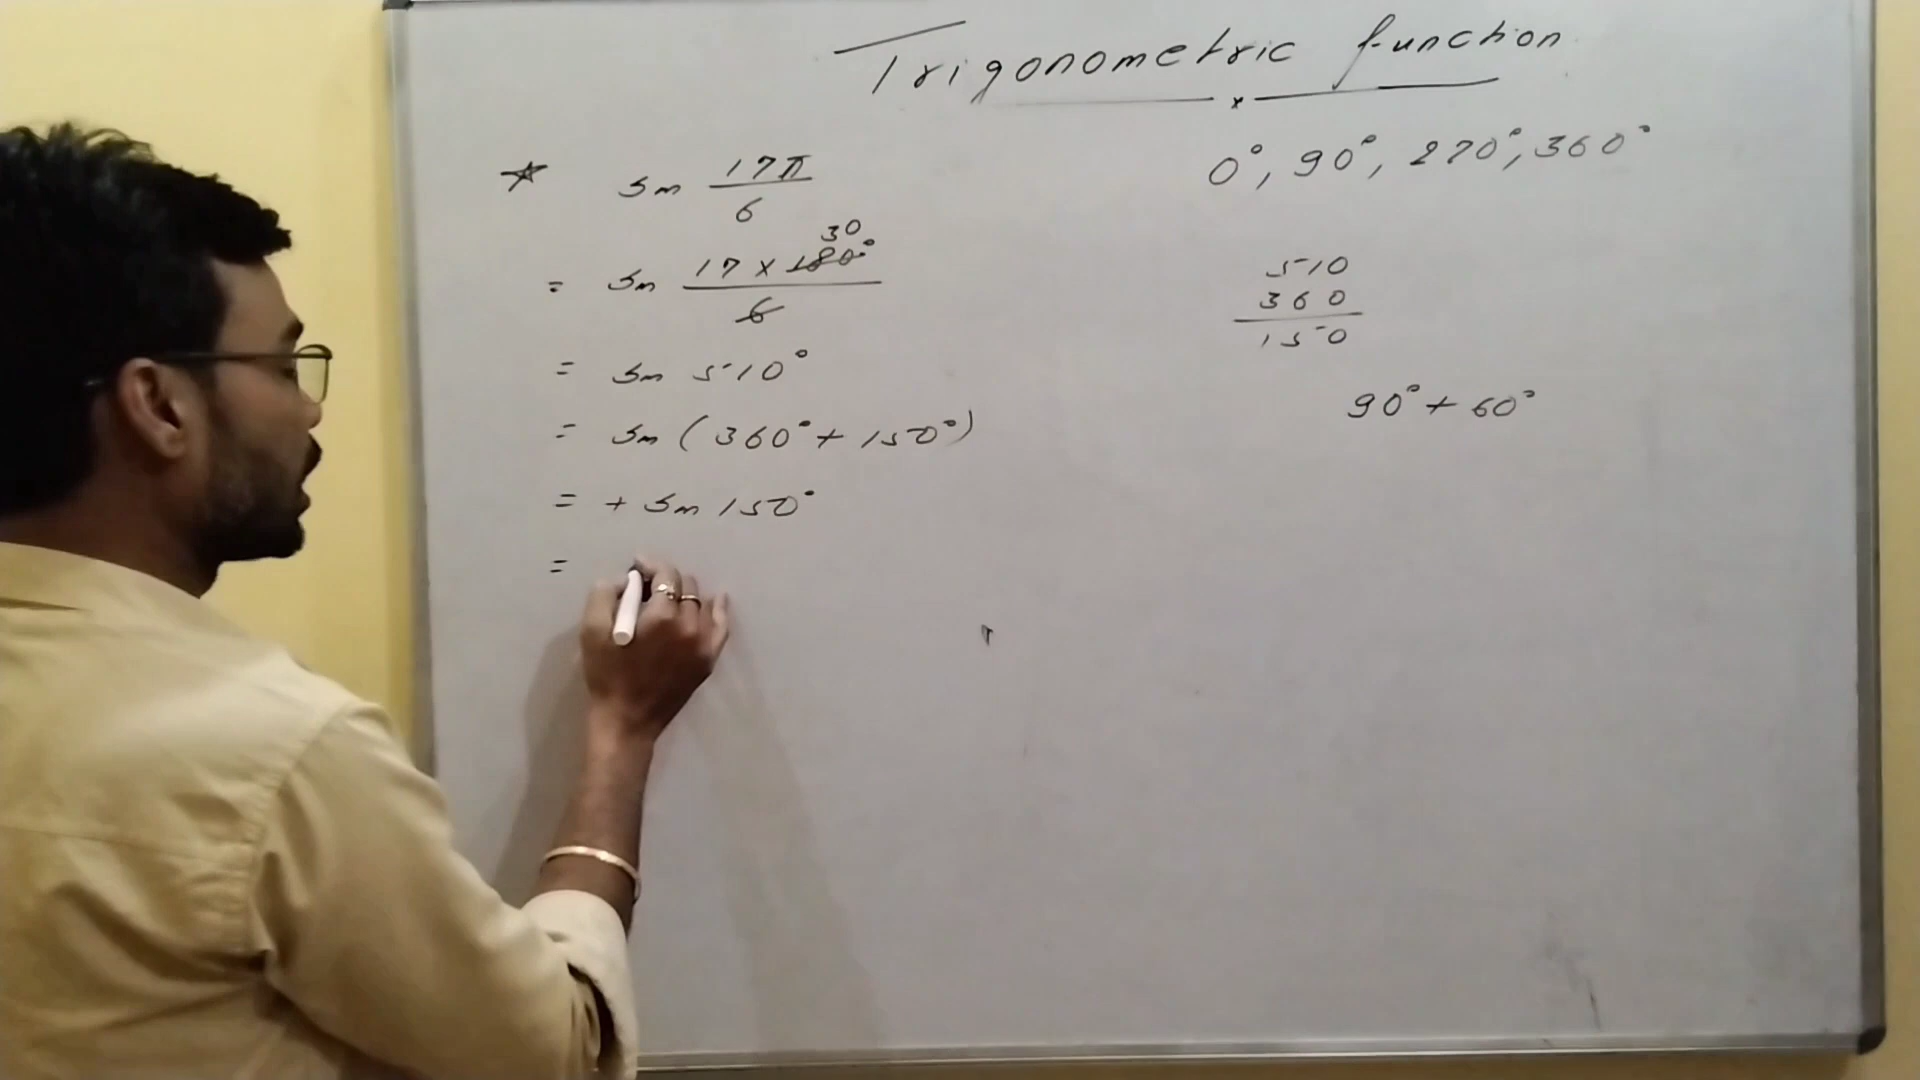 Trigonometric function
0°, 90°, 270°, 360°
sin 17π/6
= sin 17 × 180°/6 30
= sin 510°
= sin (360° + 150°)
= + sin 150°
=
510
360
150
90° + 60°